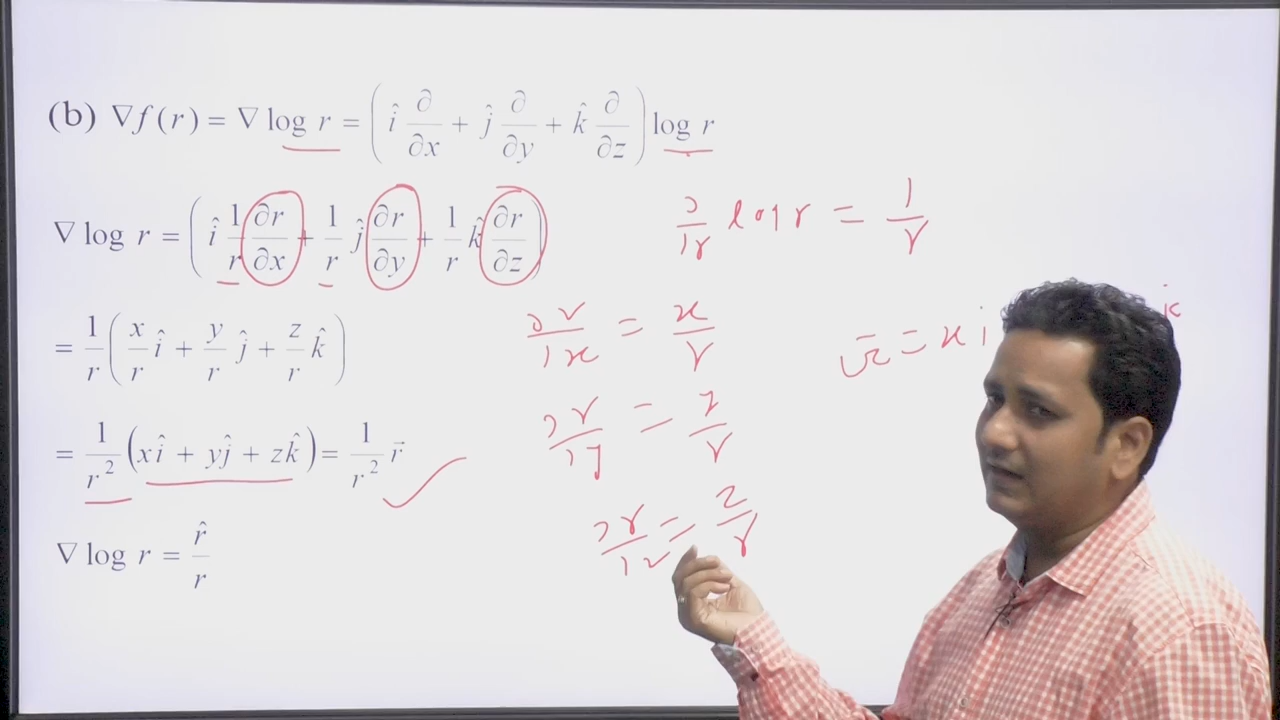 (b) ∇f(r) = ∇ log r = ( î ∂/∂x + ĵ ∂/∂y + k̂ ∂/∂z ) log r
∇ log r = ( î 1/r ∂r/∂x + 1/r ĵ ∂r/∂y + 1/r k̂ ∂r/∂z )
∂/∂r log r = 1/r
= 1/r ( x/r î + y/r ĵ + z/r k̂ )
∂r/∂x = x/r
r̄ = x i
= 1/r² (xî + yĵ + zk̂) = 1/r² r⃗
∂r/∂y = y/r
∂r/∂z = z/r
∇ log r = r̂/r